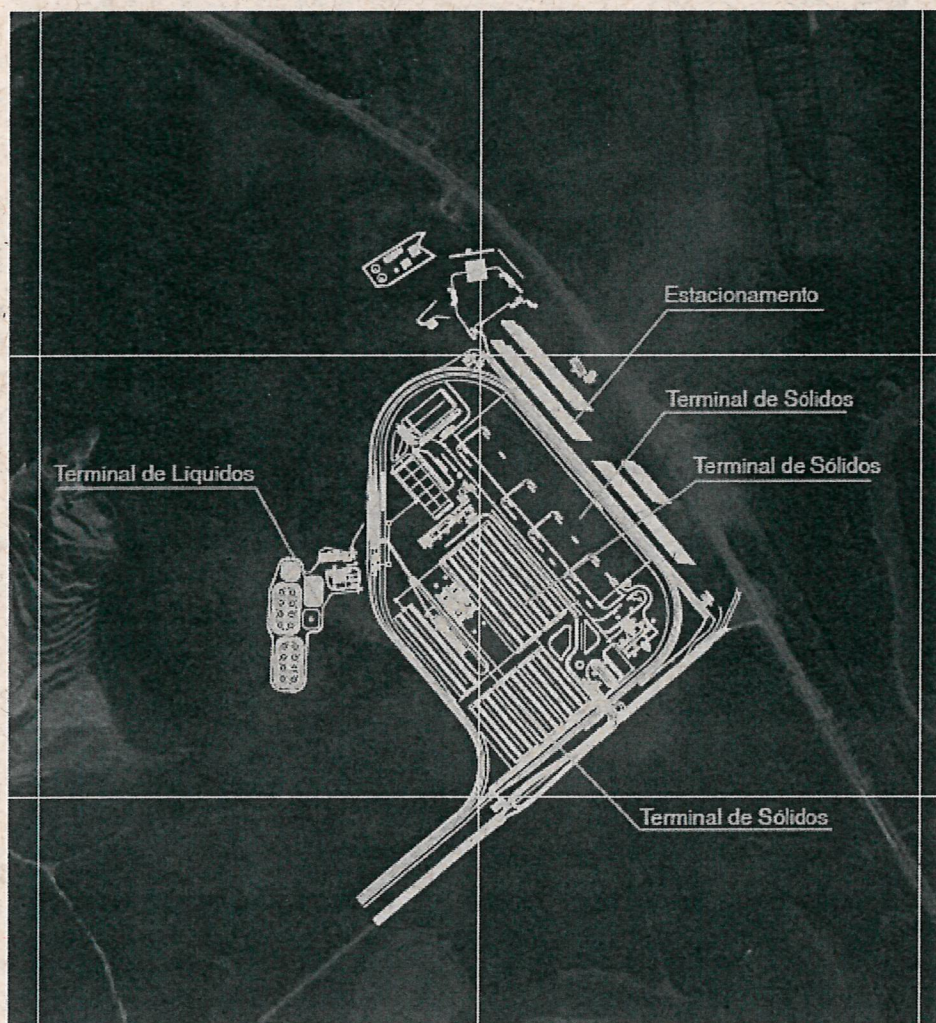 Estacionamento
Terminal de Sólidos
Terminal de Sólidos
Terminal de Líquidos
Terminal de Sólidos